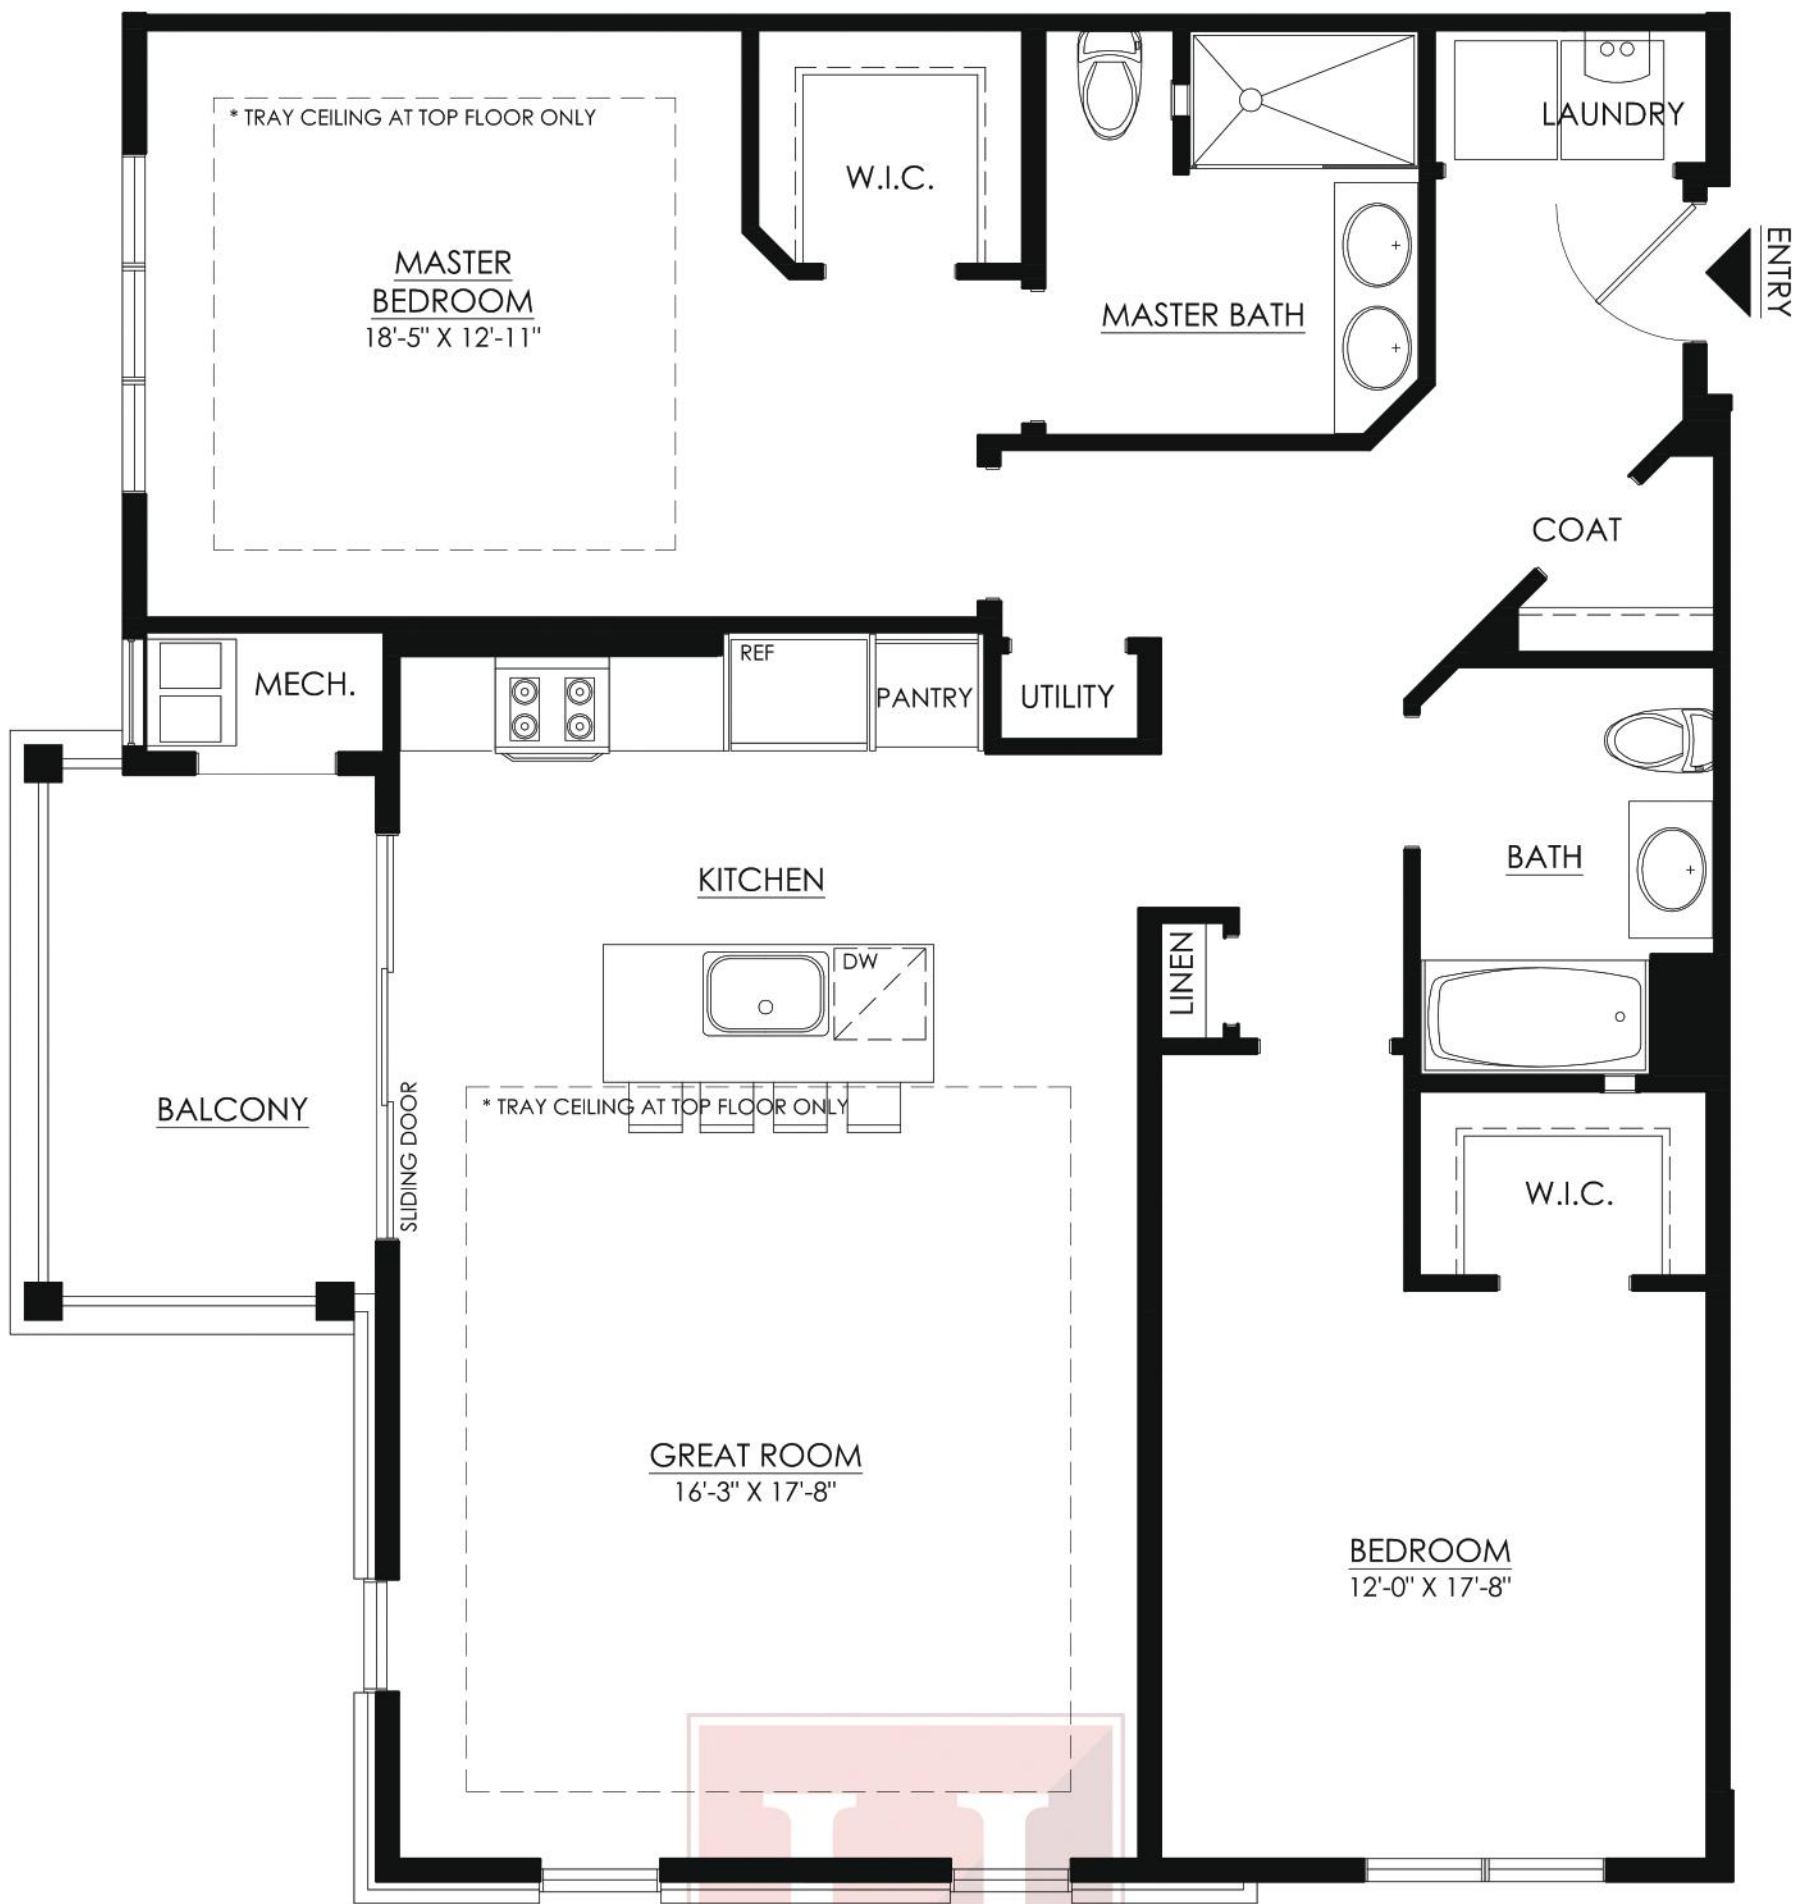 * TRAY CEILING AT TOP FLOOR ONLY
LAUNDRY
W.I.C.
ENTRY
MASTER
BEDROOM
18'-5" X 12'-11"
MASTER BATH
COAT
REF
MECH.
PANTRY
UTILITY
BATH
KITCHEN
LINEN
DW
BALCONY
SLIDING DOOR
* TRAY CEILING AT TOP FLOOR ONLY
W.I.C.
GREAT ROOM
16'-3" X 17'-8"
BEDROOM
12'-0" X 17'-8"